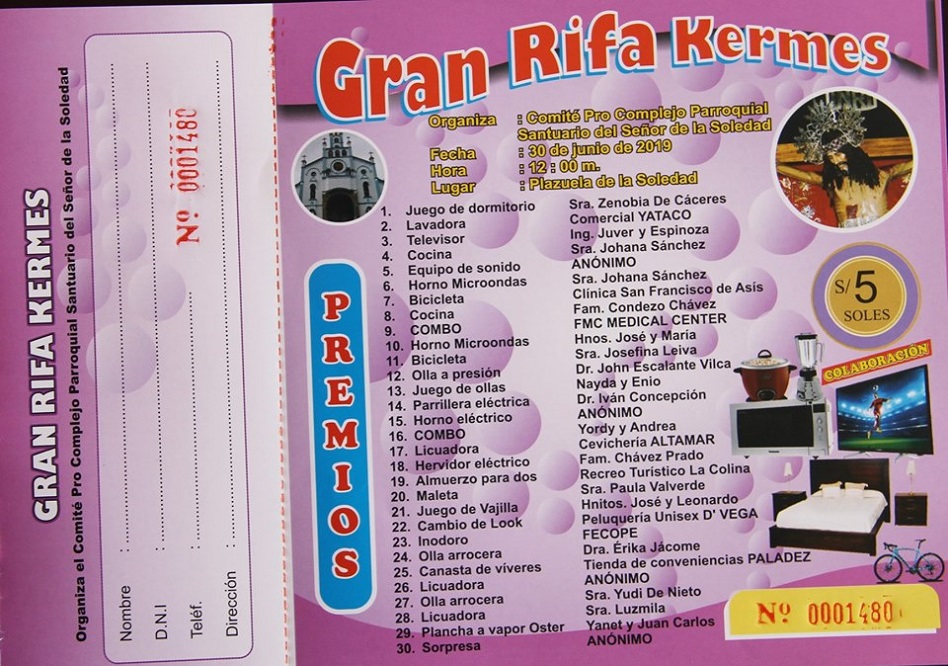 GRAN RIFA KERMES
Organiza el Comité Pro Complejo Parroquial Santuario del Señor de la Soledad
Nombre :
D.N.I :
Teléf. :
Dirección :
Nº 0001480
Gran Rifa Kermes
Organiza : Comité Pro Complejo Parroquial
Santuario del Señor de la Soledad
Fecha : 30 de junio de 2019
Hora : 12 : 00 m.
Lugar : Plazuela de la Soledad
PREMIOS
1. Juego de dormitorio Sra. Zenobia De Cáceres
2. Lavadora Comercial YATACO
3. Televisor Ing. Juver y Espinoza
4. Cocina Sra. Johana Sánchez
5. Equipo de sonido ANÓNIMO
6. Horno Microondas Sra. Johana Sánchez
7. Bicicleta Clínica San Francisco de Asis
8. Cocina Fam. Condezo Chávez
9. COMBO FMC MEDICAL CENTER
10. Horno Microondas Hnos. José y María
11. Bicicleta Sra. Josefina Leiva
12. Olla a presión Dr. John Escalante Vilca
13. Juego de ollas Nayda y Enio
14. Parrillera eléctrica Dr. Iván Concepción
15. Horno eléctrico ANÓNIMO
16. COMBO Yordy y Andrea
17. Licuadora Cevichería ALTAMAR
18. Hervidor eléctrico Fam. Chávez Prado
19. Almuerzo para dos Recreo Turístico La Colina
20. Maleta Sra. Paula Valverde
21. Juego de Vajilla Hnitos. José y Leonardo
22. Cambio de Look Peluquería Unisex D' VEGA
23. Inodoro FECOPE
24. Olla arrocera Dra. Érika Jácome
25. Canasta de víveres Tienda de conveniencias PALADEZ
26. Licuadora ANÓNIMO
27. Olla arrocera Sra. Yudi De Nieto
28. Licuadora Sra. Luzmila
29. Plancha a vapor Oster Yanet y Juan Carlos
30. Sorpresa ANÓNIMO
S/ 5
SOLES
COLABORACIÓN
Nº 0001480